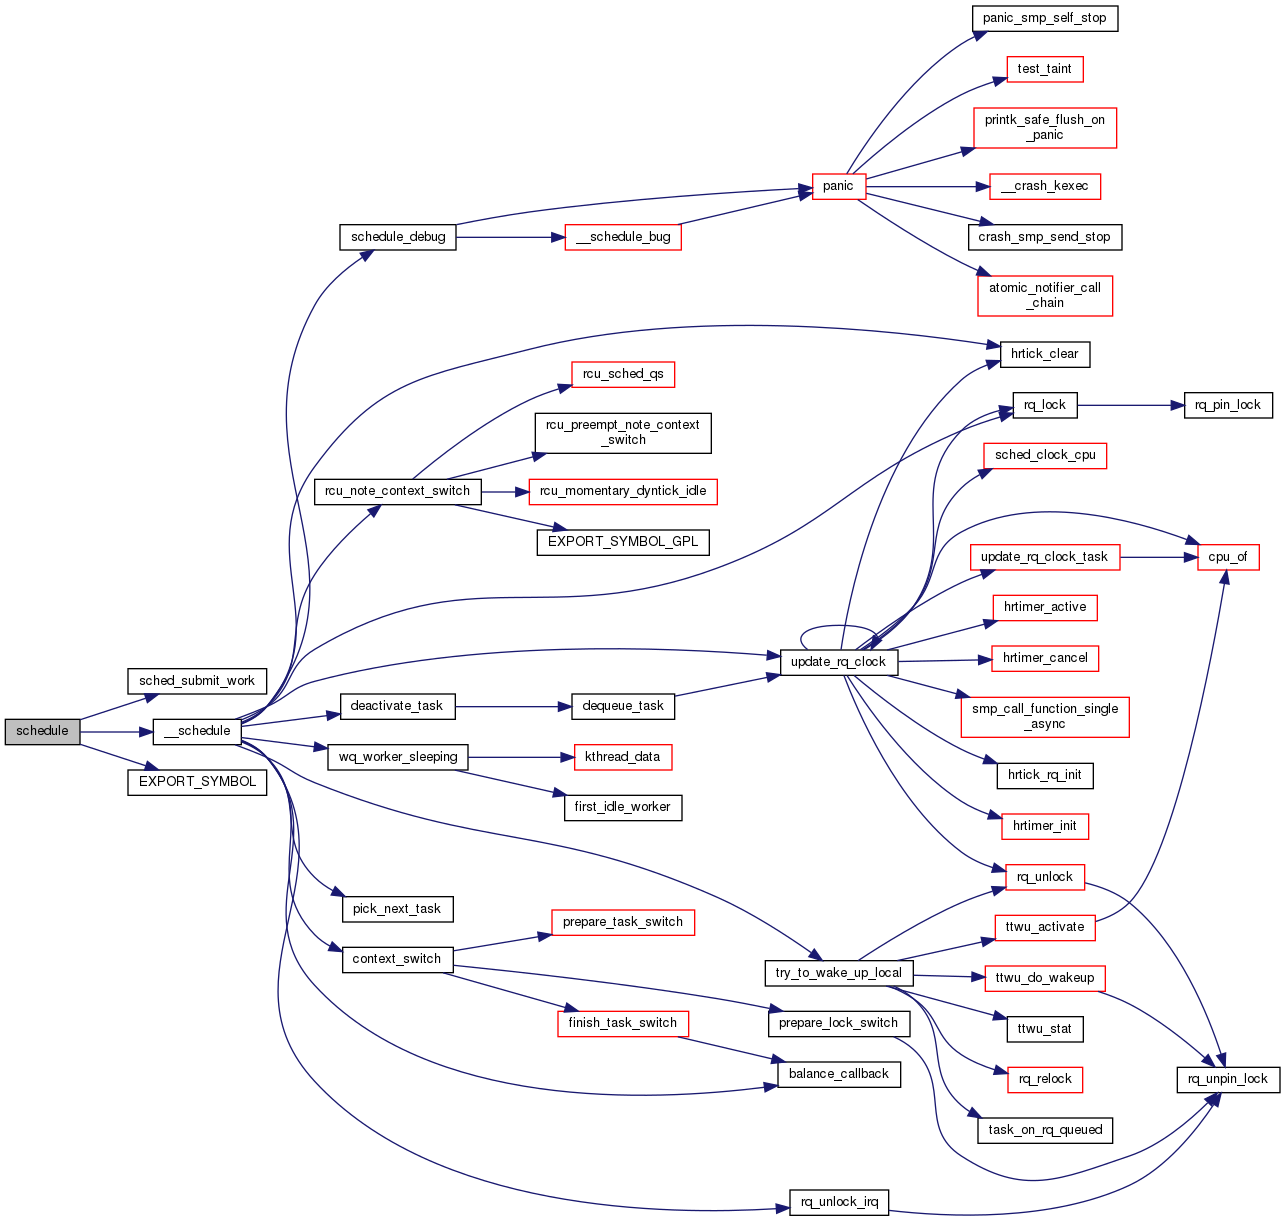 panic_smp_self_stop
test_taint
printk_safe_flush_on
_panic
panic
__crash_kexec
schedule_debug
__schedule_bug
crash_smp_send_stop
atomic_notifier_call
_chain
hrtick_clear
rcu_sched_qs
rq_lock
rq_pin_lock
rcu_preempt_note_context
_switch
sched_clock_cpu
rcu_note_context_switch
rcu_momentary_dyntick_idle
EXPORT_SYMBOL_GPL
update_rq_clock_task
cpu_of
hrtimer_active
update_rq_clock
hrtimer_cancel
sched_submit_work
deactivate_task
dequeue_task
smp_call_function_single
_async
schedule
__schedule
wq_worker_sleeping
kthread_data
EXPORT_SYMBOL
hrtick_rq_init
first_idle_worker
hrtimer_init
rq_unlock
pick_next_task
prepare_task_switch
ttwu_activate
context_switch
try_to_wake_up_local
ttwu_do_wakeup
finish_task_switch
prepare_lock_switch
ttwu_stat
balance_callback
rq_relock
rq_unpin_lock
task_on_rq_queued
rq_unlock_irq